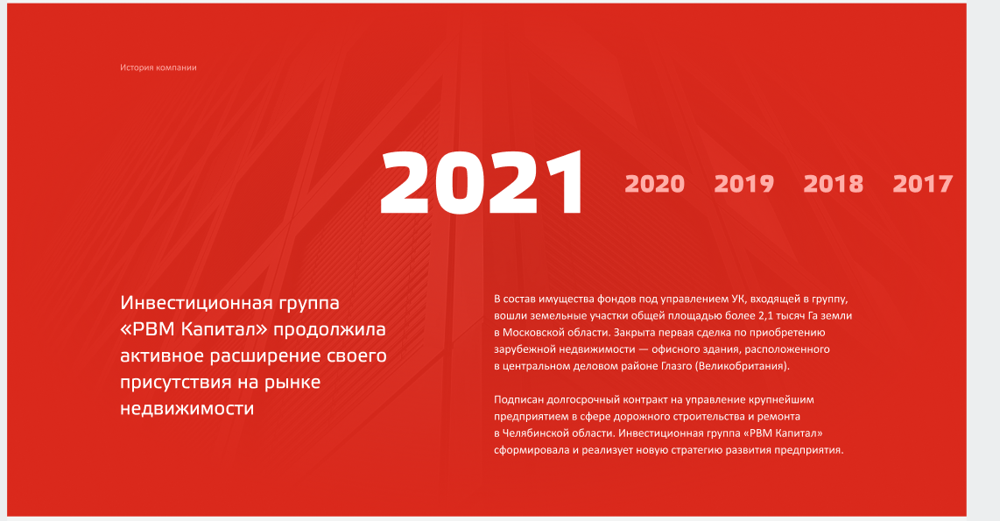 История компании
2021 2020 2019 2018 2017
Инвестиционная группа
«РВМ Капитал» продолжила
активное расширение своего
присутствия на рынке
недвижимости
В состав имущества фондов под управлением УК, входящей в группу,
вошли земельные участки общей площадью более 2,1 тысяч Га земли
в Московской области. Закрыта первая сделка по приобретению
зарубежной недвижимости — офисного здания, расположенного
в центральном деловом районе Глазго (Великобритания).
Подписан долгосрочный контракт на управление крупнейшим
предприятием в сфере дорожного строительства и ремонта
в Челябинской области. Инвестиционная группа «РВМ Капитал»
сформировала и реализует новую стратегию развития предприятия.